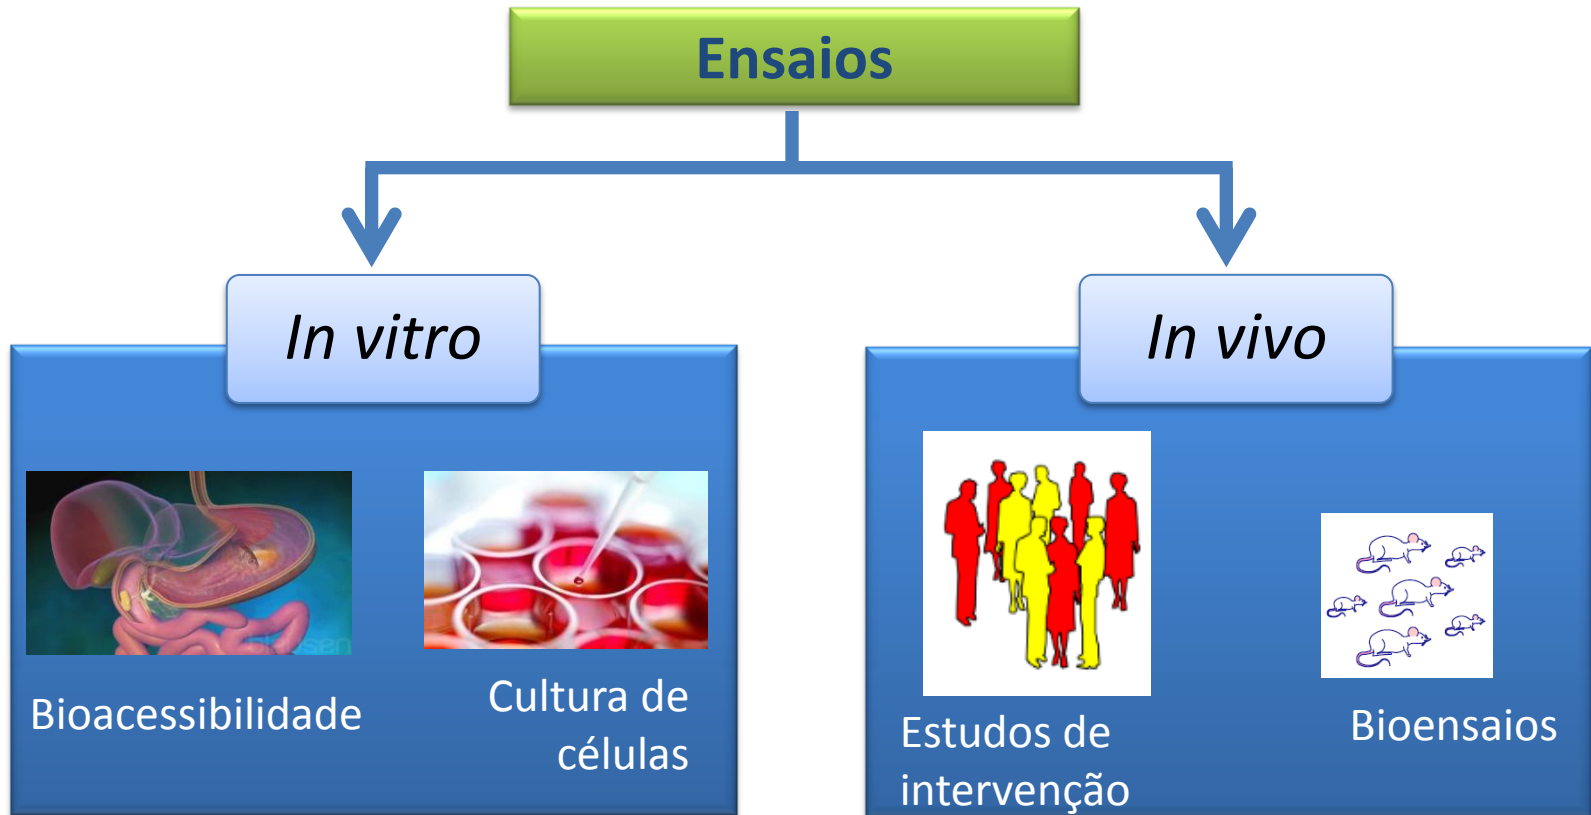 Ensaios
In vitro
In vivo
Bioacessibilidade
Cultura de
células
Estudos de
intervenção
Bioensaios